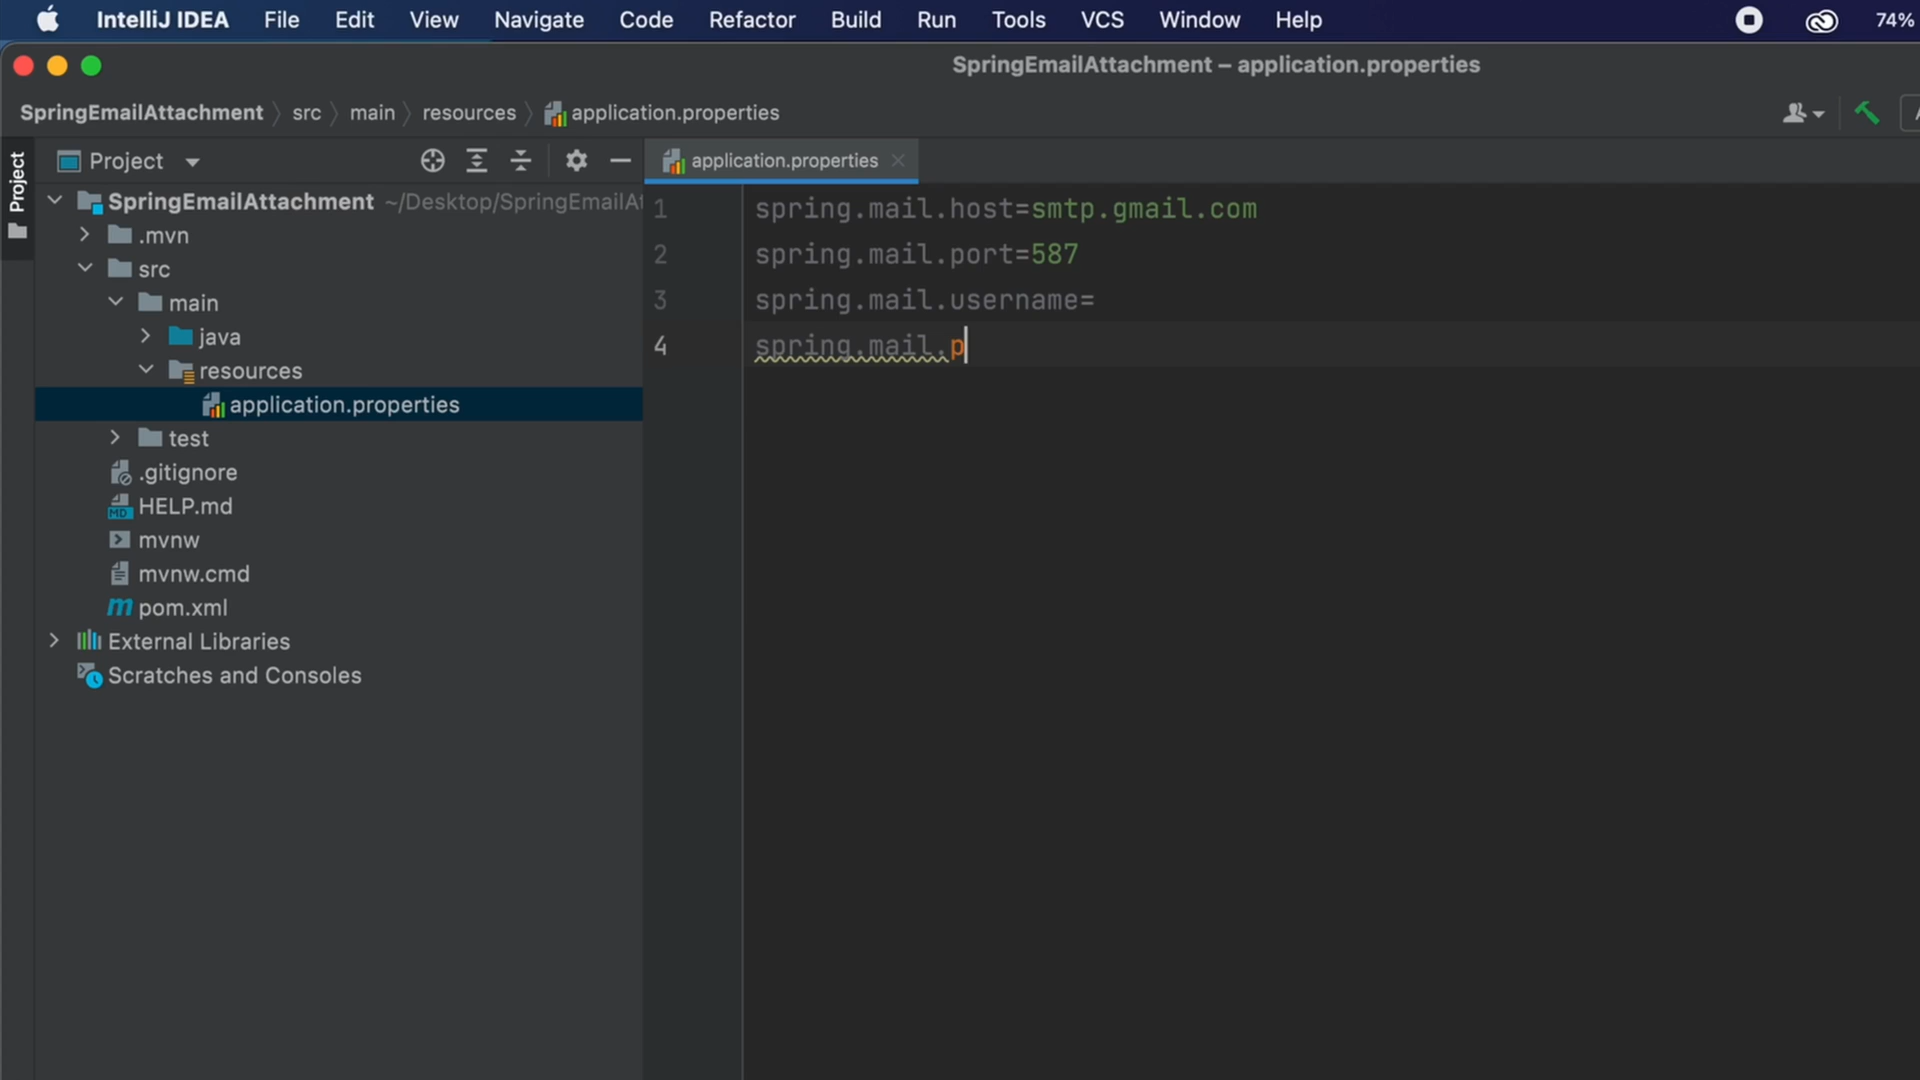 IntelliJ IDEA File Edit View Navigate Code Refactor Build Run Tools VCS Window Help 74%
SpringEmailAttachment – application.properties
SpringEmailAttachment src main resources application.properties
Project
Project
application.properties
SpringEmailAttachment ~/Desktop/SpringEmailAt
.mvn
src
main
java
resources
application.properties
test
.gitignore
HELP.md
mvnw
mvnw.cmd
pom.xml
External Libraries
Scratches and Consoles
1 spring.mail.host=smtp.gmail.com
2 spring.mail.port=587
3 spring.mail.username=
4 spring.mail.p